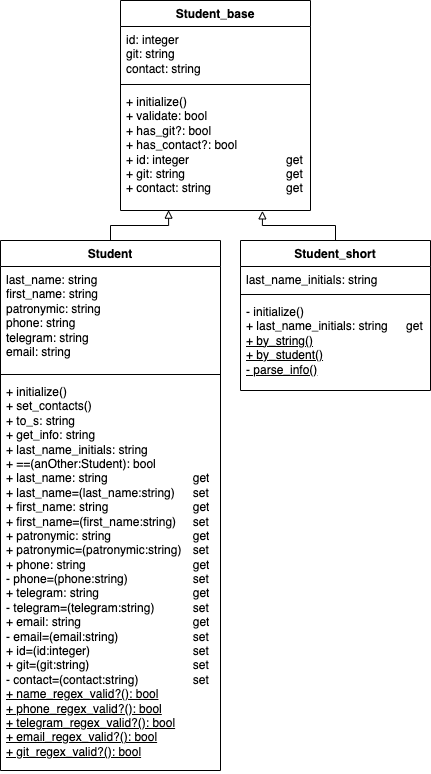 Student_base
id: integer
git: string
contact: string
+ initialize()
+ validate: bool
+ has_git?: bool
+ has_contact?: bool
+ id: integer get
+ git: string get
+ contact: string get
Student
last_name: string
first_name: string
patronymic: string
phone: string
telegram: string
email: string
+ initialize()
+ set_contacts()
+ to_s: string
+ get_info: string
+ last_name_initials: string
+ ==(anOther:Student): bool
+ last_name: string get
+ last_name=(last_name:string) set
+ first_name: string get
+ first_name=(first_name:string) set
+ patronymic: string get
+ patronymic=(patronymic:string) set
+ phone: string get
- phone=(phone:string) set
+ telegram: string get
- telegram=(telegram:string) set
+ email: string get
- email=(email:string) set
+ id=(id:integer) set
+ git=(git:string) set
- contact=(contact:string) set
+ name_regex_valid?(): bool
+ phone_regex_valid?(): bool
+ telegram_regex_valid?(): bool
+ email_regex_valid?(): bool
+ git_regex_valid?(): bool
Student_short
last_name_initials: string
- initialize()
+ last_name_initials: string get
+ by_string()
+ by_student()
- parse_info()